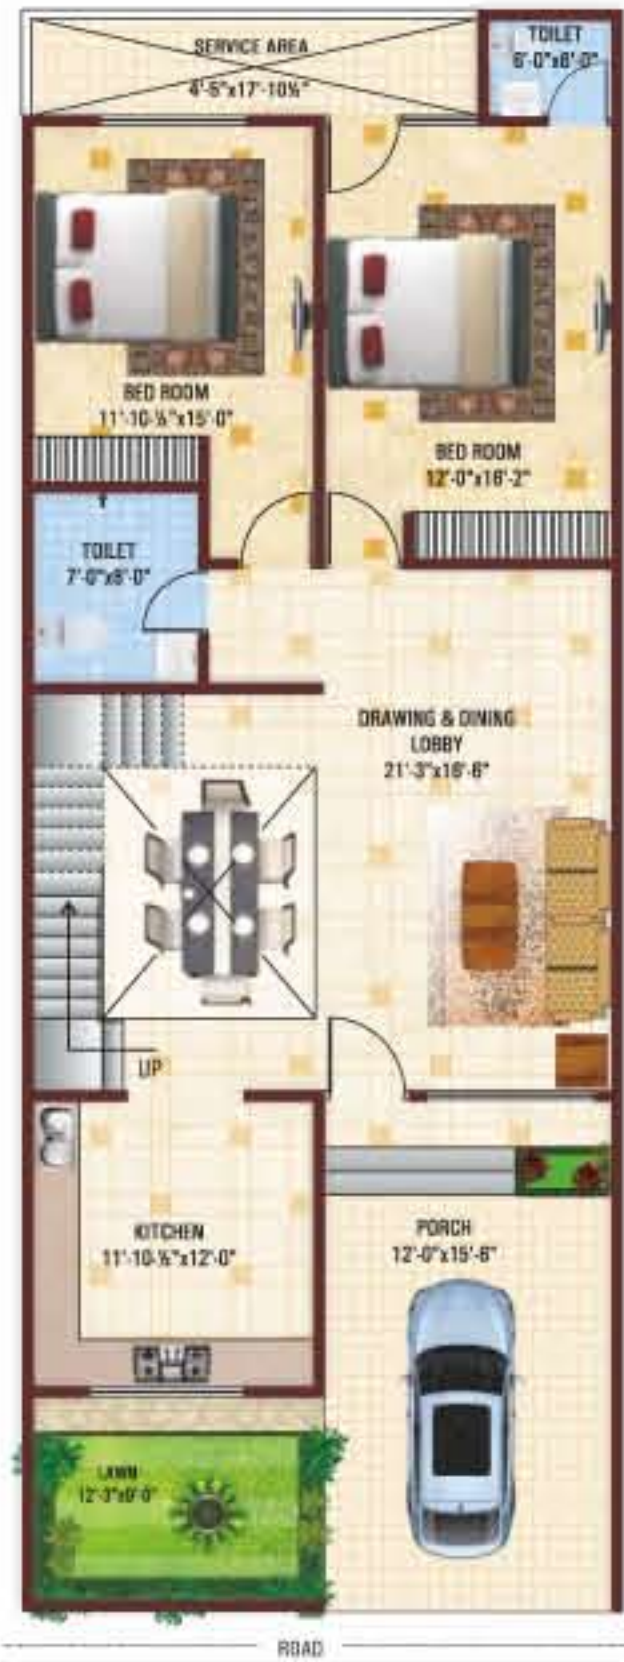 SERVICE AREA
4'-6"x17'-10½"
TOILET
6'-0"x6'-0"
BED ROOM
11'-10-½"x15'-0"
BED ROOM
12'-0"x16'-2"
TOILET
7'-0"x8'-0"
DRAWING & DINING
LOBBY
21'-3"x16'-6"
UP
KITCHEN
11'-10-½"x12'-0"
PORCH
12'-0"x15'-6"
LAWN
12'-3"x9'-0"
ROAD